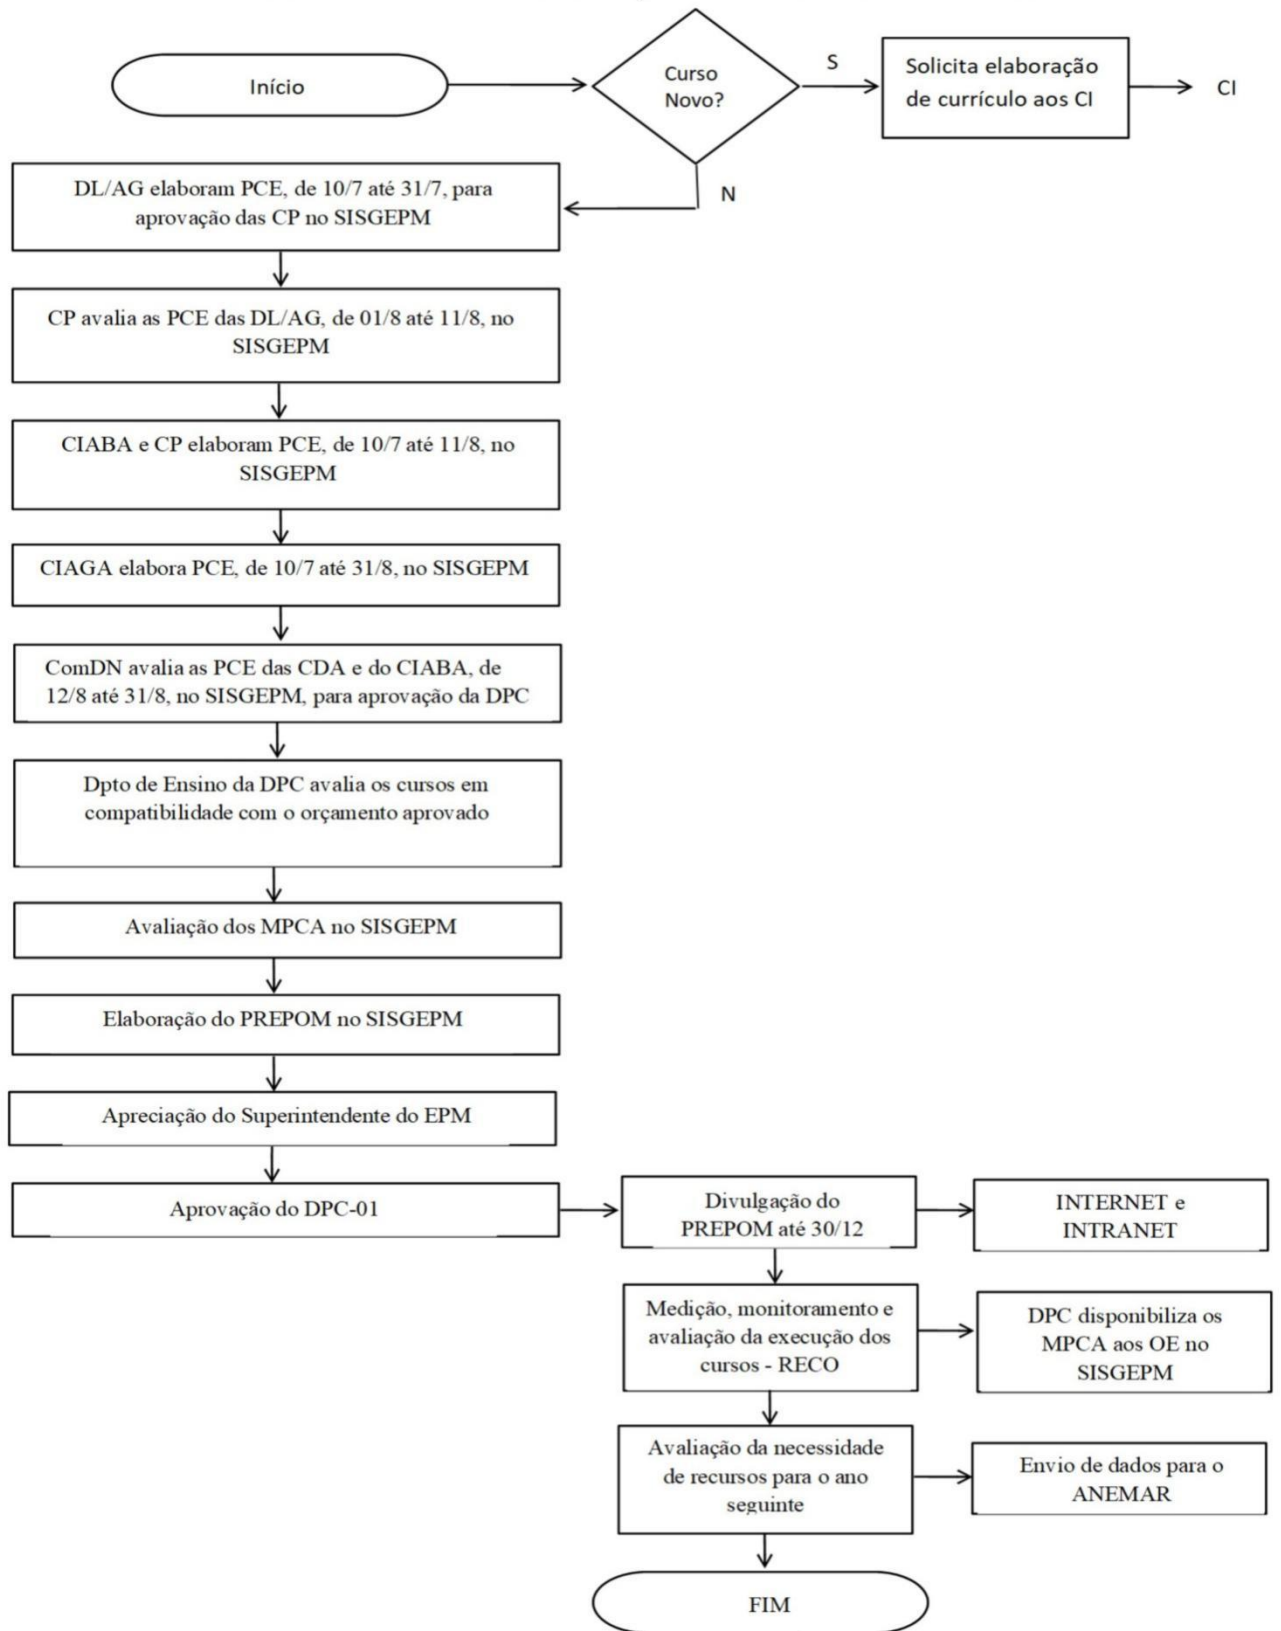 Início
Curso
Novo?
S
Solicita elaboração
de currículo aos CI
CI
N
DL/AG elaboram PCE, de 10/7 até 31/7, para
aprovação das CP no SISGEPM
CP avalia as PCE das DL/AG, de 01/8 até 11/8, no
SISGEPM
CIABA e CP elaboram PCE, de 10/7 até 11/8, no
SISGEPM
CIAGA elabora PCE, de 10/7 até 31/8, no SISGEPM
ComDN avalia as PCE das CDA e do CIABA, de
12/8 até 31/8, no SISGEPM, para aprovação da DPC
Dpto de Ensino da DPC avalia os cursos em
compatibilidade com o orçamento aprovado
Avaliação dos MPCA no SISGEPM
Elaboração do PREPOM no SISGEPM
Apreciação do Superintendente do EPM
Aprovação do DPC-01
Divulgação do
PREPOM até 30/12
INTERNET e
INTRANET
Medição, monitoramento e
avaliação da execução dos
cursos - RECO
DPC disponibiliza os
MPCA aos OE no
SISGEPM
Avaliação da necessidade
de recursos para o ano
seguinte
Envio de dados para o
ANEMAR
FIM